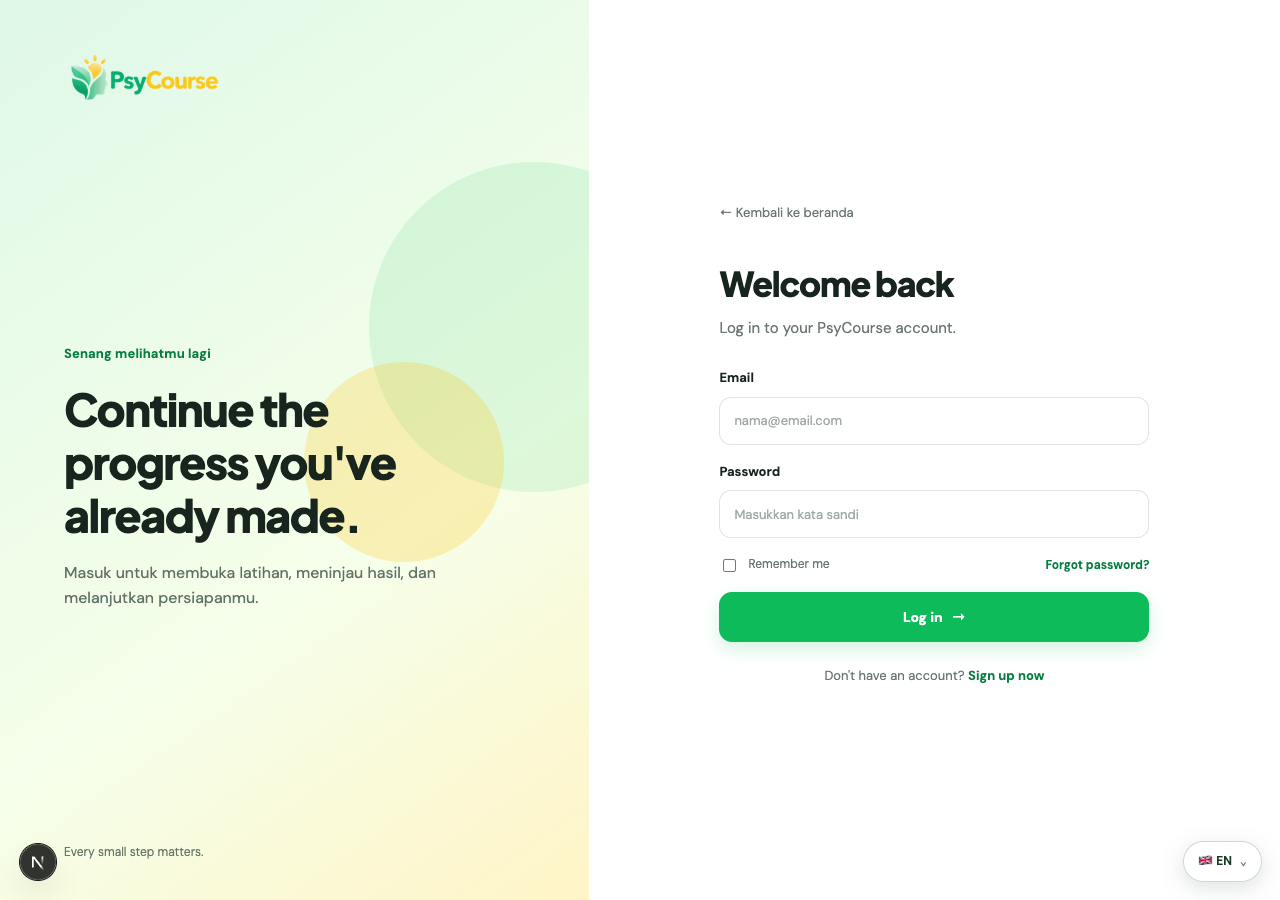 PsyCourse
Senang melihatmu lagi
Continue the
progress you've
already made.
Masuk untuk membuka latihan, meninjau hasil, dan
melanjutkan persiapanmu.
Every small step matters.
N
← Kembali ke beranda
Welcome back
Log in to your PsyCourse account.
Email
nama@email.com
Password
Masukkan kata sandi
Remember me
Forgot password?
Log in →
Don't have an account? Sign up now
EN